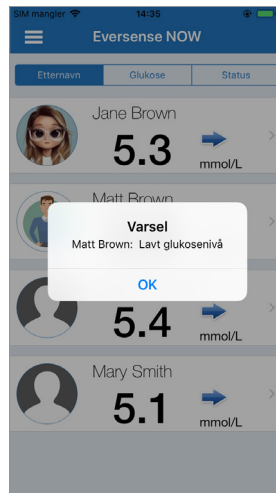 SIM mangler 14:35
Eversense NOW
Etternavn Glukose Status
Jane Brown
5.3 mmol/L
Matt Brown
Varsel
Matt Brown: Lavt glukosenivå
OK
5.4 mmol/L
Mary Smith
5.1 mmol/L